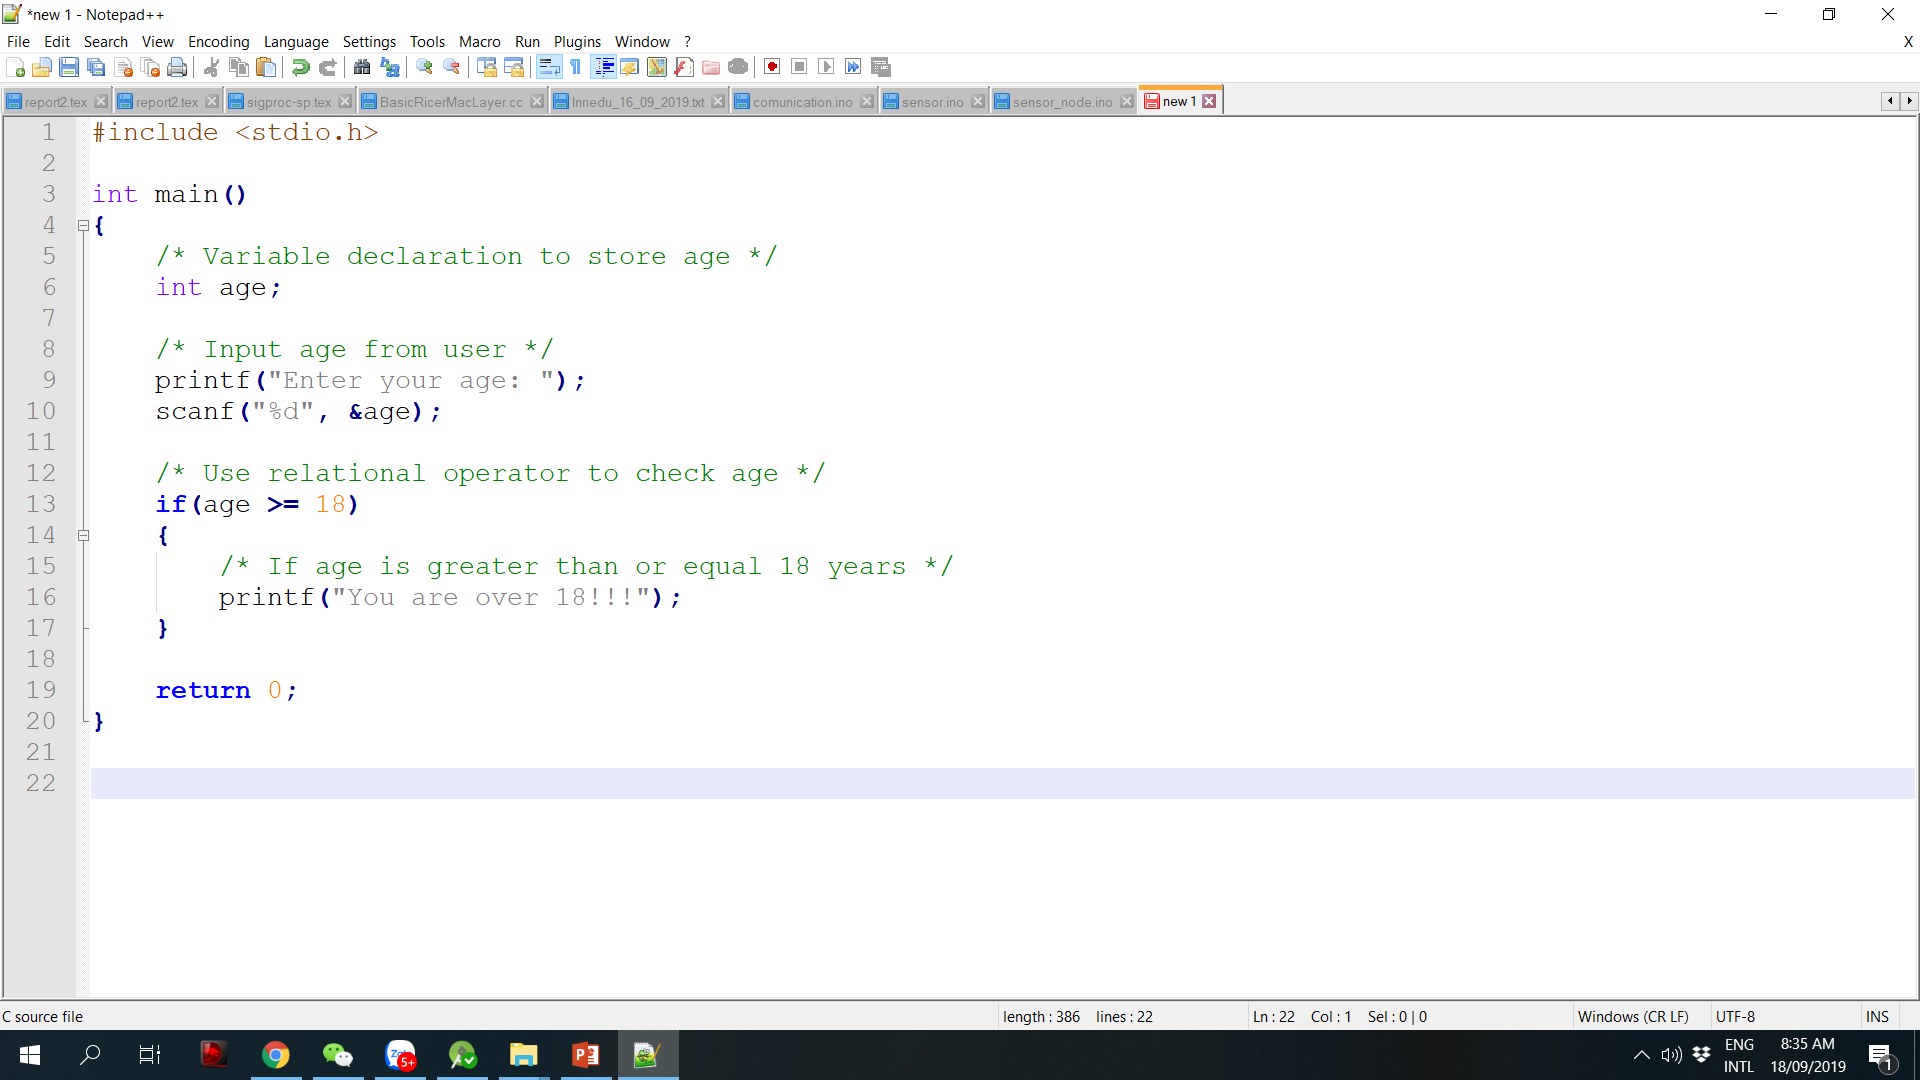 *new 1 - Notepad++
File Edit Search View Encoding Language Settings Tools Macro Run Plugins Window ? X
report2.tex report2.tex sigproc-sp.tex BasicRicerMacLayer.cc Innedu_16_09_2019.txt comunication.ino sensor.ino sensor_node.ino new 1
1 #include <stdio.h>
2
3 int main()
4 {
5 /* Variable declaration to store age */
6 int age;
7
8 /* Input age from user */
9 printf("Enter your age: ");
10 scanf("%d", &age);
11
12 /* Use relational operator to check age */
13 if(age >= 18)
14 {
15 /* If age is greater than or equal 18 years */
16 printf("You are over 18!!!");
17 }
18
19 return 0;
20 }
21
22
C source file length : 386 lines : 22 Ln : 22 Col : 1 Sel : 0 | 0 Windows (CR LF) UTF-8 INS
5+
ENG 8:35 AM
INTL 18/09/2019 1